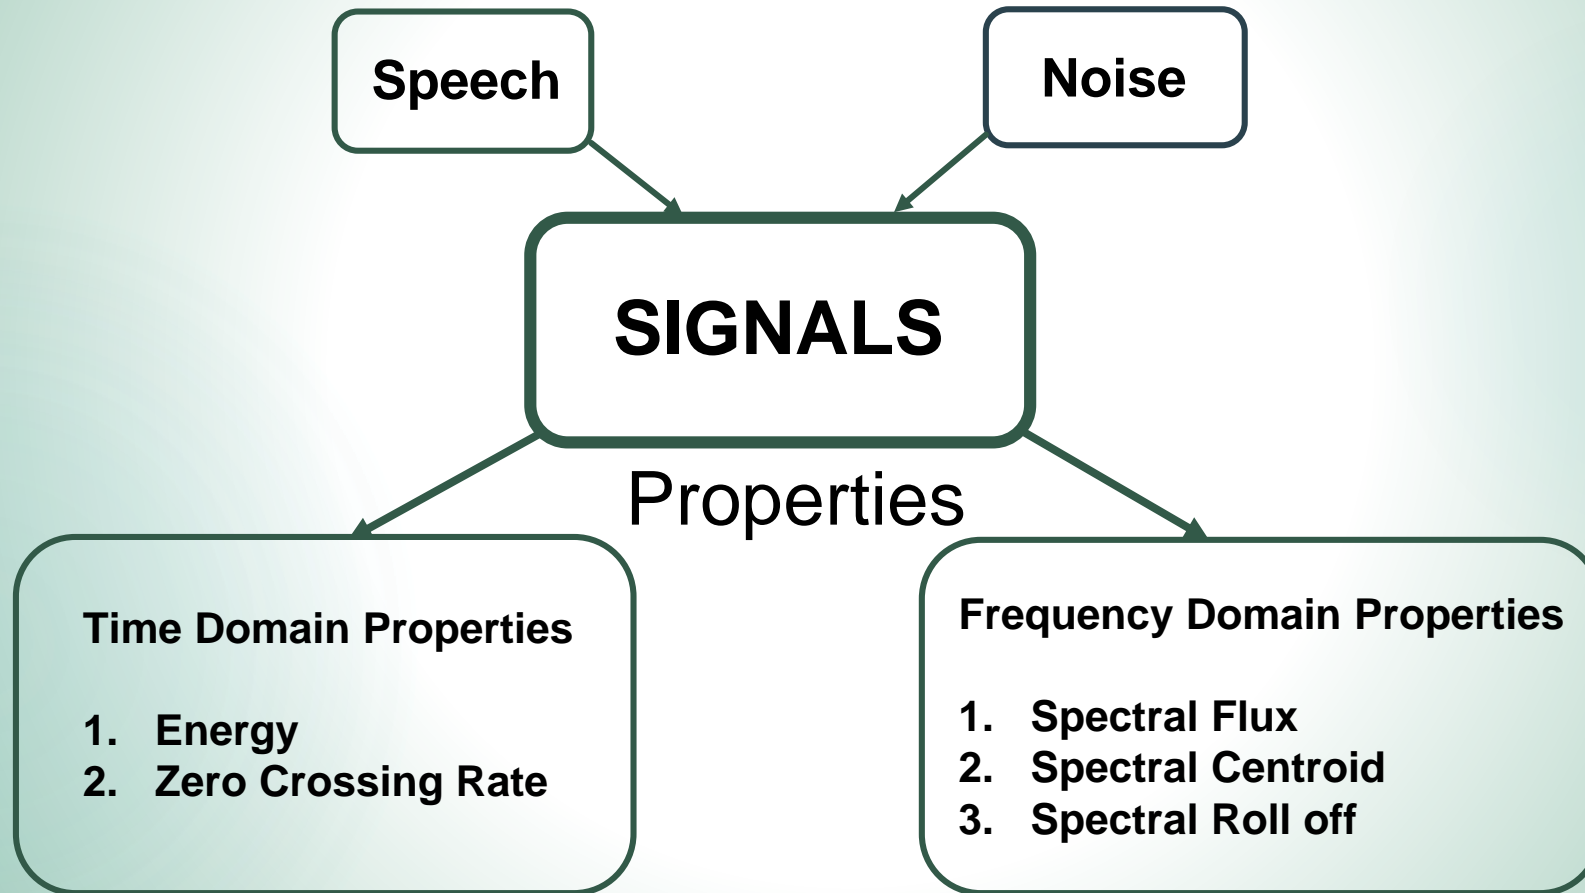 Speech
Noise
SIGNALS
Properties
Time Domain Properties
1. Energy
2. Zero Crossing Rate
Frequency Domain Properties
1. Spectral Flux
2. Spectral Centroid
3. Spectral Roll off